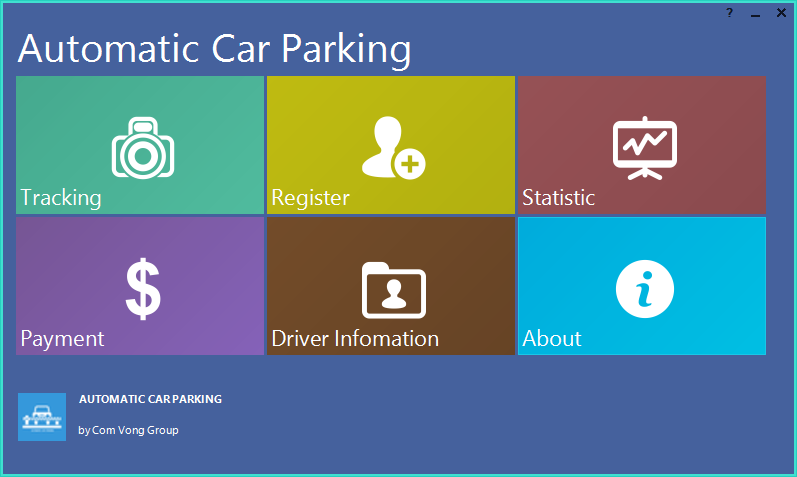 ?
Automatic Car Parking
Tracking
Register
Statistic
Payment
Driver Infomation
About
AUTOMATIC CAR PARKING
by Com Vong Group